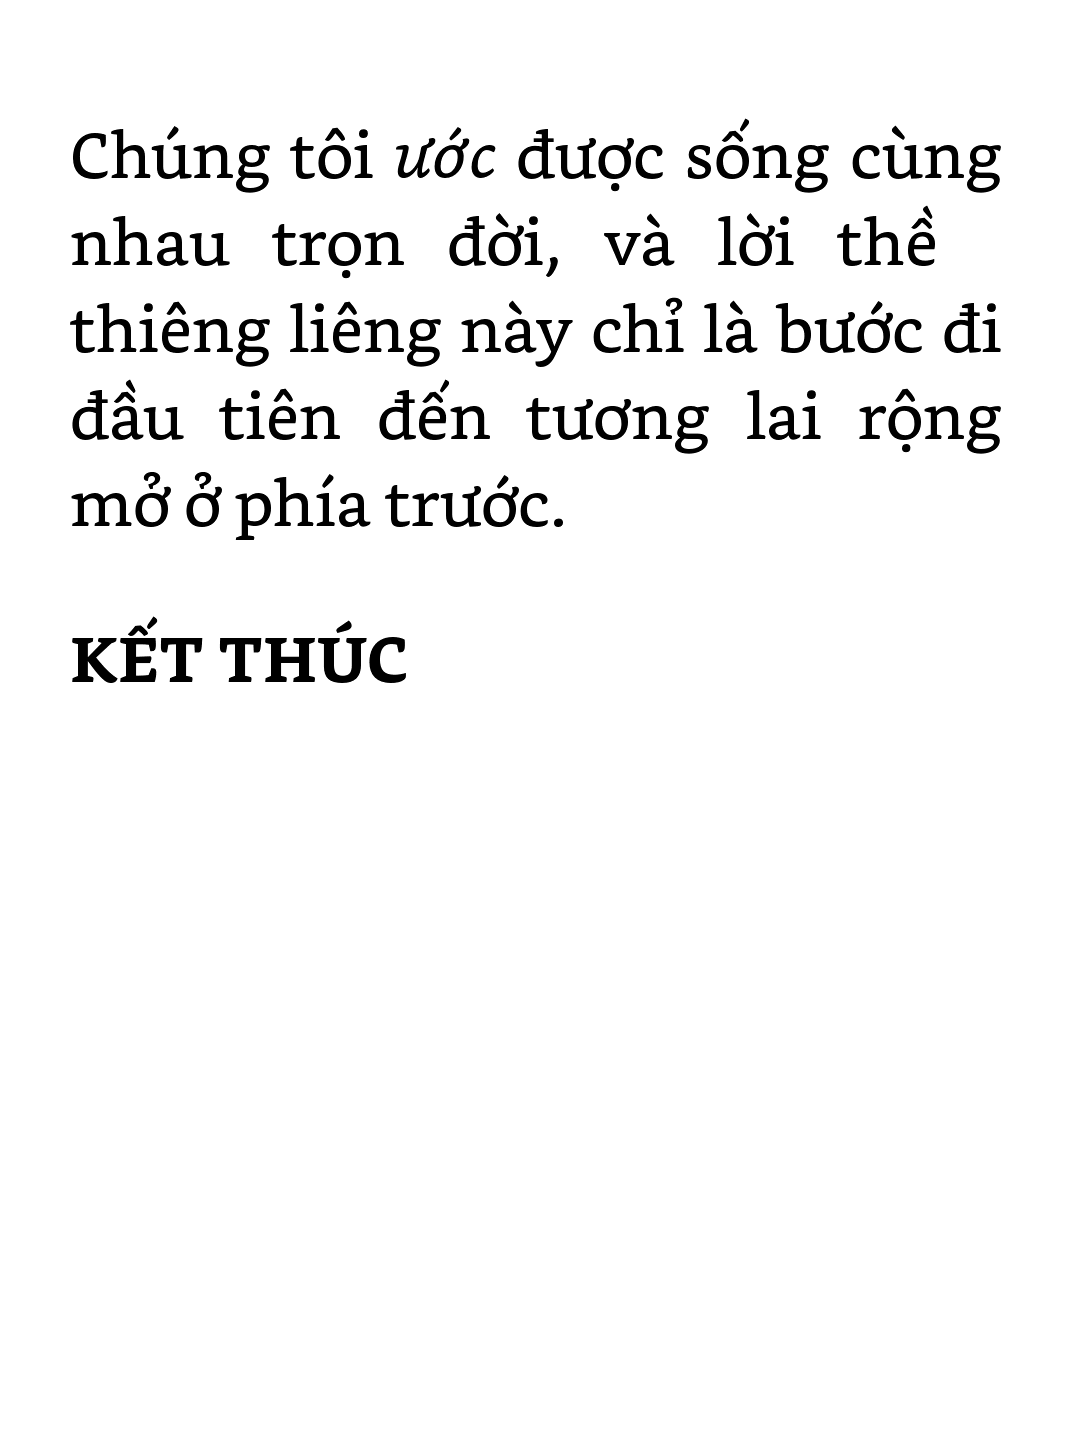 Chúng tôi ước được sống cùng
nhau trọn đời, và lời thề
thiêng liêng này chỉ là bước đi
đầu tiên đến tương lai rộng
mở ở phía trước.
KẾT THÚC